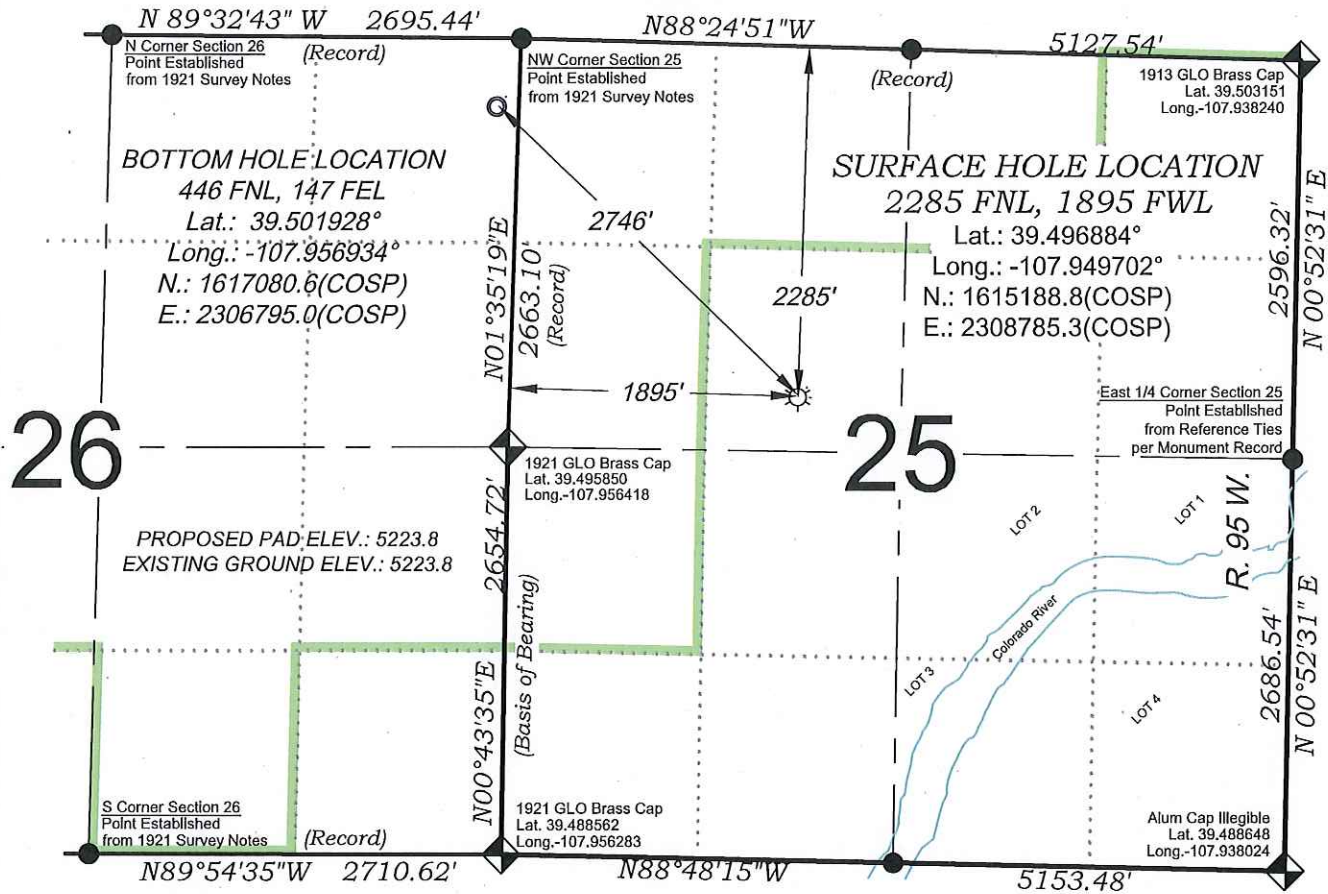 N 89°32'43" W 2695.44'
(Record)
N Corner Section 26
Point Established
from 1921 Survey Notes
N88°24'51"W
5127.54'
(Record)
NW Corner Section 25
Point Established
from 1921 Survey Notes
1913 GLO Brass Cap
Lat. 39.503151
Long.-107.938240
BOTTOM HOLE LOCATION
446 FNL, 147 FEL
Lat.: 39.501928°
Long.: -107.956934°
N.: 1617080.6(COSP)
E.: 2306795.0(COSP)
SURFACE HOLE LOCATION
2285 FNL, 1895 FWL
Lat.: 39.496884°
Long.: -107.949702°
N.: 1615188.8(COSP)
E.: 2308785.3(COSP)
2746'
2285'
1895'
N01°35'19"E
2663.10'
(Record)
2596.32'
N 00°52'31" E
East 1/4 Corner Section 25
Point Established
from Reference Ties
per Monument Record
26
25
1921 GLO Brass Cap
Lat. 39.495850
Long.-107.956418
PROPOSED PAD ELEV.: 5223.8
EXISTING GROUND ELEV.: 5223.8
2654.72'
N00°43'35"E
(Basis of Bearing)
LOT 2
LOT 1
R. 95 W.
Colorado River
LOT 3
LOT 4
2686.54'
N 00°52'31" E
S Corner Section 26
Point Established
from 1921 Survey Notes
(Record)
N89°54'35"W 2710.62'
1921 GLO Brass Cap
Lat. 39.488562
Long.-107.956283
N88°48'15"W
5153.48'
Alum Cap Illegible
Lat. 39.488648
Long.-107.938024